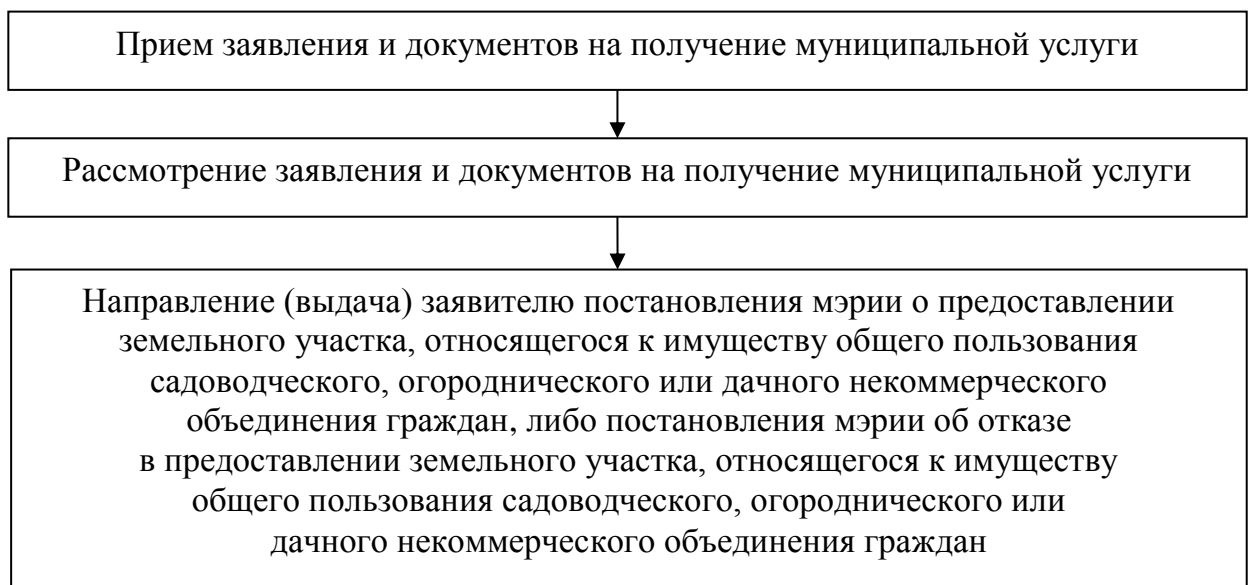 Прием заявления и документов на получение муниципальной услуги
Рассмотрение заявления и документов на получение муниципальной услуги
Направление (выдача) заявителю постановления мэрии о предоставлении
земельного участка, относящегося к имуществу общего пользования
садоводческого, огороднического или дачного некоммерческого
объединения граждан, либо постановления мэрии об отказе
в предоставлении земельного участка, относящегося к имуществу
общего пользования садоводческого, огороднического или
дачного некоммерческого объединения граждан